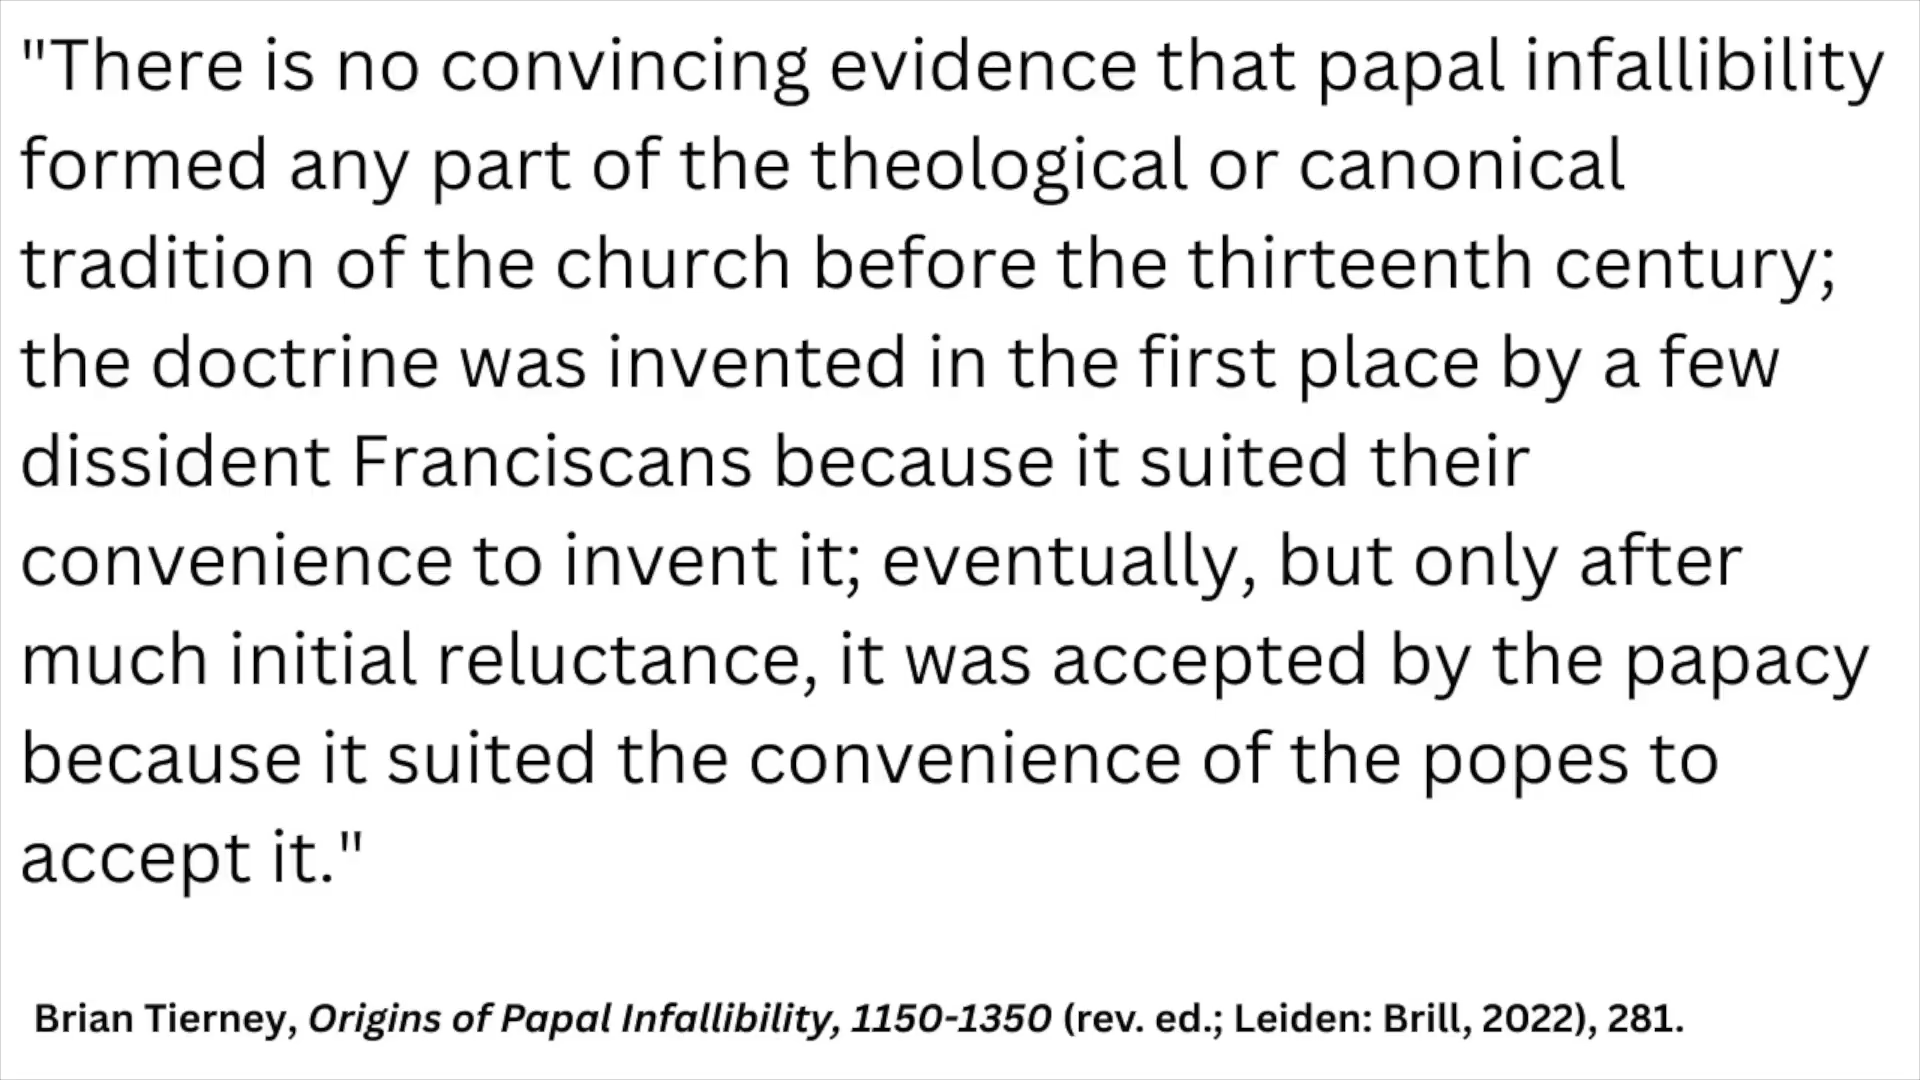 "There is no convincing evidence that papal infallibility
formed any part of the theological or canonical
tradition of the church before the thirteenth century;
the doctrine was invented in the first place by a few
dissident Franciscans because it suited their
convenience to invent it; eventually, but only after
much initial reluctance, it was accepted by the papacy
because it suited the convenience of the popes to
accept it."
Brian Tierney, Origins of Papal Infallibility, 1150-1350 (rev. ed.; Leiden: Brill, 2022), 281.